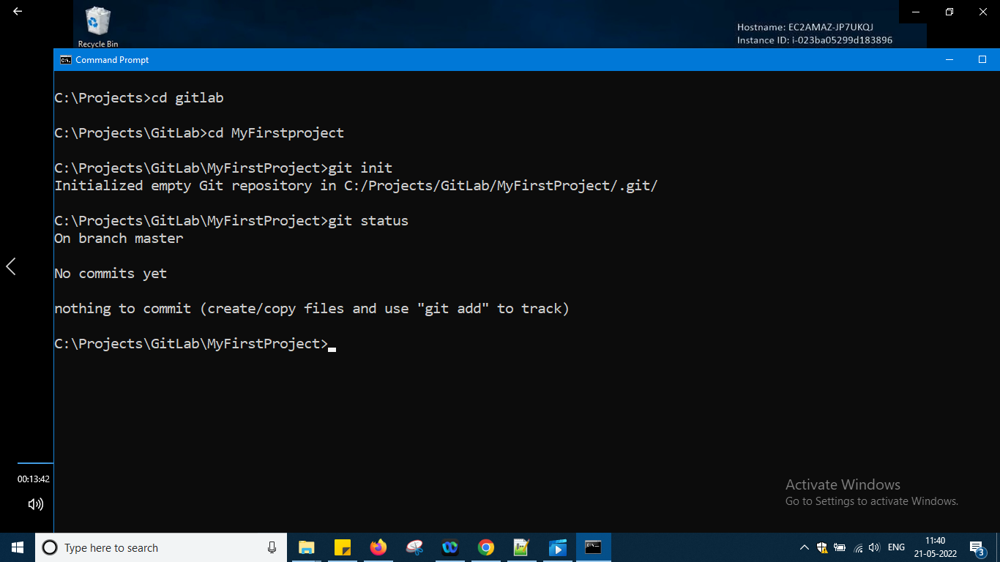 Recycle Bin
Hostname: EC2AMAZ-JP7UKQJ
Instance ID: i-023ba05299d183896
Command Prompt
C:\Projects>cd gitlab
C:\Projects\GitLab>cd MyFirstproject
C:\Projects\GitLab\MyFirstProject>git init
Initialized empty Git repository in C:/Projects/GitLab/MyFirstProject/.git/
C:\Projects\GitLab\MyFirstProject>git status
On branch master
No commits yet
nothing to commit (create/copy files and use "git add" to track)
C:\Projects\GitLab\MyFirstProject>
00:13:42
Activate Windows
Go to Settings to activate Windows.
Type here to search
ENG
11:40
21-05-2022
3